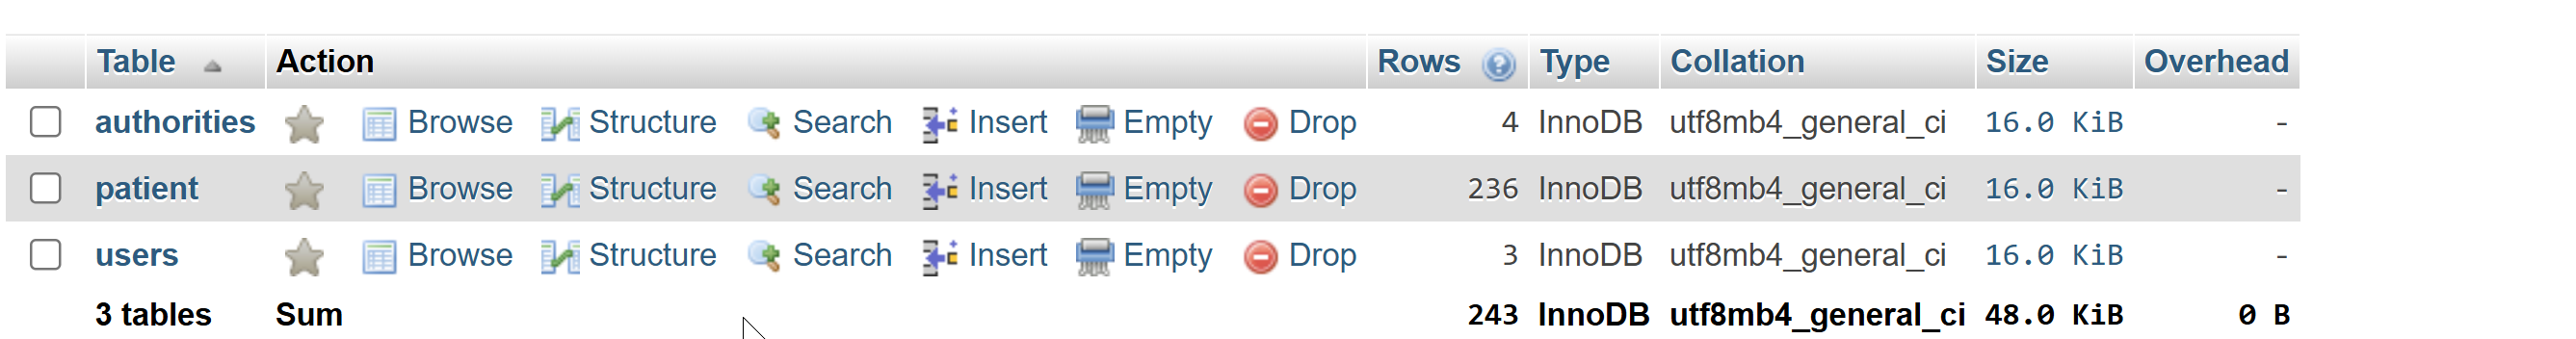 Table Action Rows Type Collation Size Overhead
authorities Browse Structure Search Insert Empty Drop 4 InnoDB utf8mb4_general_ci 16.0 KiB -
patient Browse Structure Search Insert Empty Drop 236 InnoDB utf8mb4_general_ci 16.0 KiB -
users Browse Structure Search Insert Empty Drop 3 InnoDB utf8mb4_general_ci 16.0 KiB -
3 tables Sum 243 InnoDB utf8mb4_general_ci 48.0 KiB 0 B